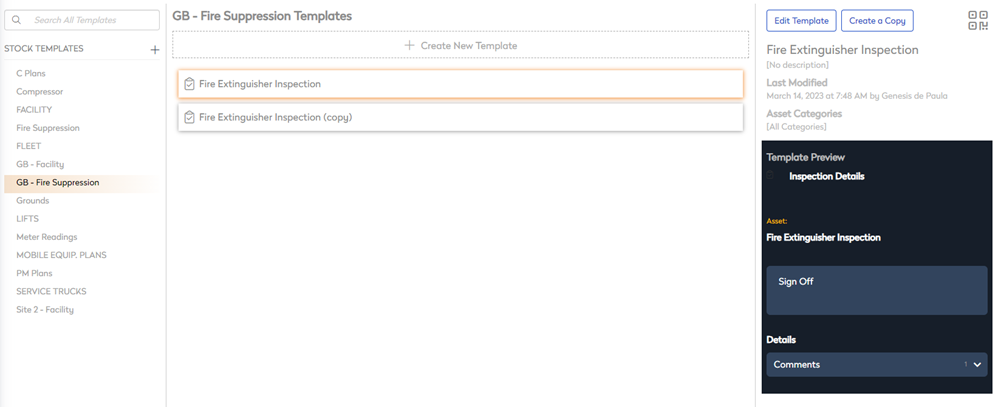 Search All Templates
STOCK TEMPLATES
C Plans
Compressor
FACILITY
Fire Suppression
FLEET
GB - Facility
GB - Fire Suppression
Grounds
LIFTS
Meter Readings
MOBILE EQUIP. PLANS
PM Plans
SERVICE TRUCKS
Site 2 - Facility
GB - Fire Suppression Templates
Create New Template
Fire Extinguisher Inspection
Fire Extinguisher Inspection (copy)
Edit Template
Create a Copy
Fire Extinguisher Inspection
[No description]
Last Modified
March 14, 2023 at 7:48 AM by Genesis de Paula
Asset Categories
[All Categories]
Template Preview
Inspection Details
Asset:
Fire Extinguisher Inspection
Sign Off
Details
Comments 1